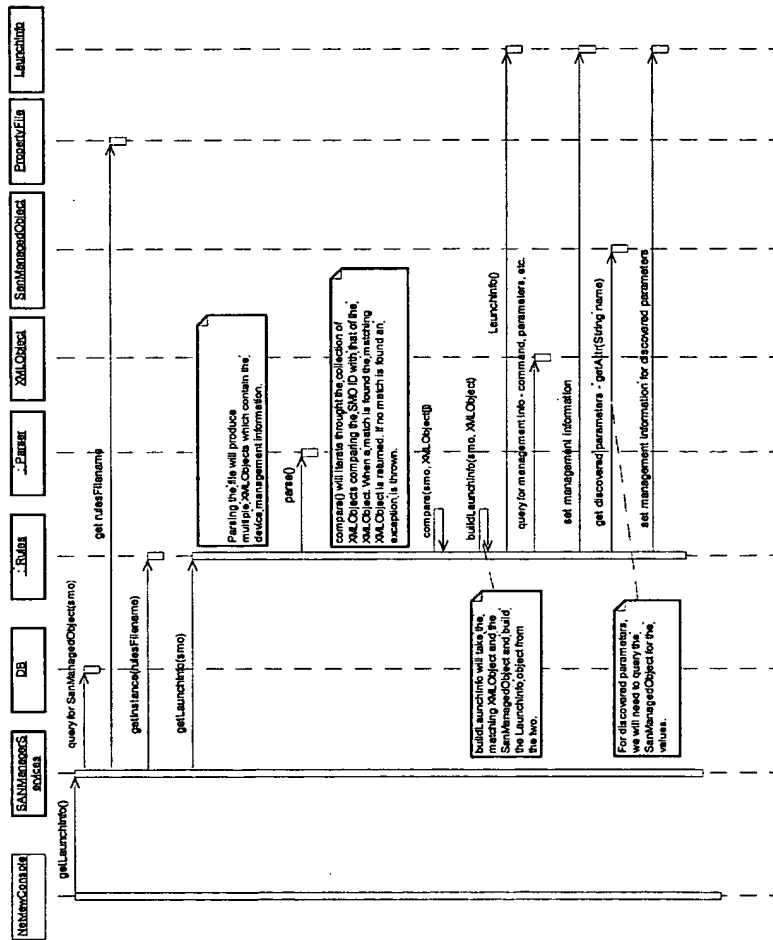 NetViewConsole
SANManagerS
ervices
DB
: Rules
: Parser
XMLObject
SanManagedObject
PropertyFile
LaunchInfo
getLaunchInfo()
query for SanManagedObject(smo)
get rulesFilename
getInstance(rulesFilename)
getLaunchInfo(smo)
Parsing the file will produce
multiple XMLObjects which contain the
device management information.
parse()
compare() will iterate throught the collection of
XMLObjects comparing the SMO ID with that of the
XMLObject. When a match is found the matching
XMLObject is returned. If no match is found an
exception is thrown.
compare(smo, XMLObject[])
buildLaunchInfo(smo, XMLObject)
buildLaunchInfo will take the
matching XMLObject and the
SanManagedObject and build
the LaunchInfo object from
the two.
LaunchInfo()
query for management info - command, parameters, etc.
set management information
get discovered parameters - getAttr(String name)
set management information for discovered parameters
For discovered parameters,
we will need to query the
SanManagedObject for the
values.